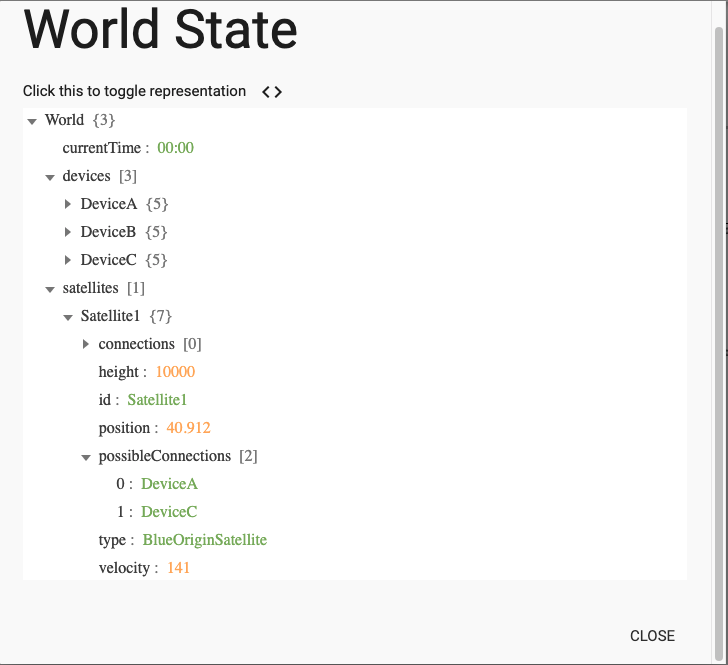 World State
Click this to toggle representation <>
World {3}
currentTime : 00:00
devices [3]
DeviceA {5}
DeviceB {5}
DeviceC {5}
satellites [1]
Satellite1 {7}
connections [0]
height : 10000
id : Satellite1
position : 40.912
possibleConnections [2]
0 : DeviceA
1 : DeviceC
type : BlueOriginSatellite
velocity : 141
CLOSE